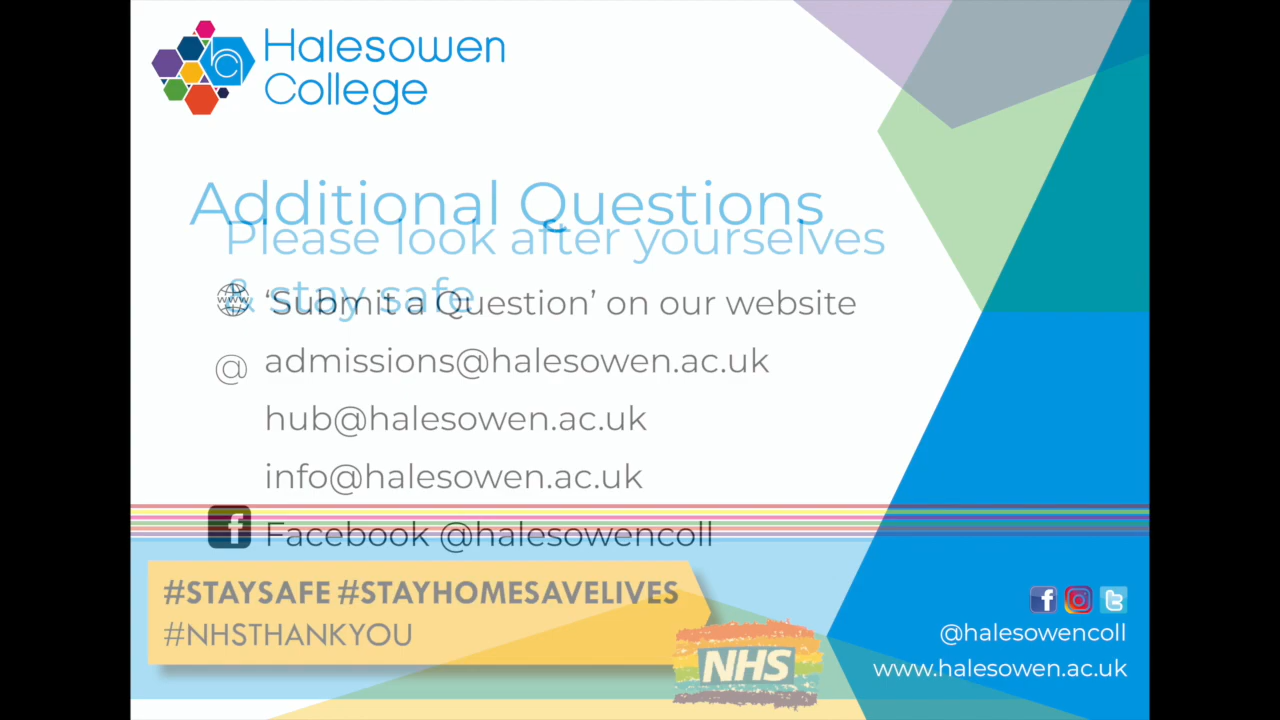 Halesowen
College
Additional Questions
Please look after yourselves
& stay safe
www
‘Submit a Question’ on our website
@ admissions@halesowen.ac.uk
hub@halesowen.ac.uk
info@halesowen.ac.uk
Facebook @halesowencoll
#STAYSAFE #STAYHOMESAVELIVES
#NHSTHANKYOU
NHS
@halesowencoll
www.halesowen.ac.uk